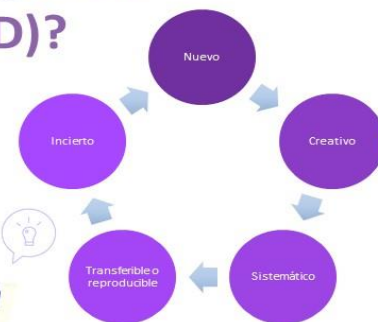 D)?
Nuevo
Creativo
Sistemático
Transferible o
reproducible
Incierto